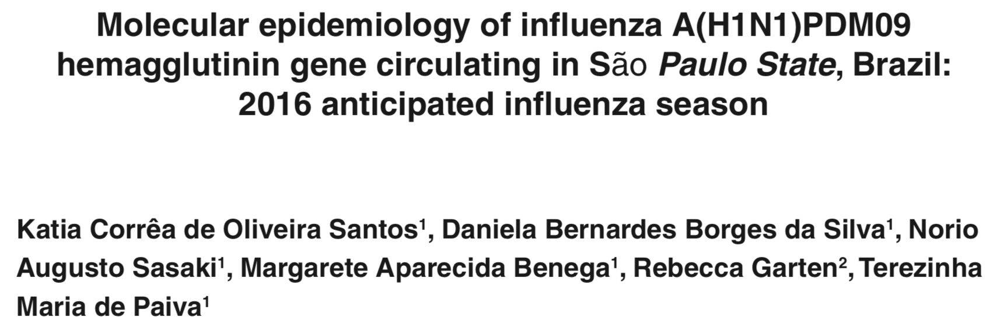 Molecular epidemiology of influenza A(H1N1)PDM09
hemagglutinin gene circulating in São Paulo State, Brazil:
2016 anticipated influenza season
Katia Corrêa de Oliveira Santos¹, Daniela Bernardes Borges da Silva¹, Norio
Augusto Sasaki¹, Margarete Aparecida Benega¹, Rebecca Garten², Terezinha
Maria de Paiva¹